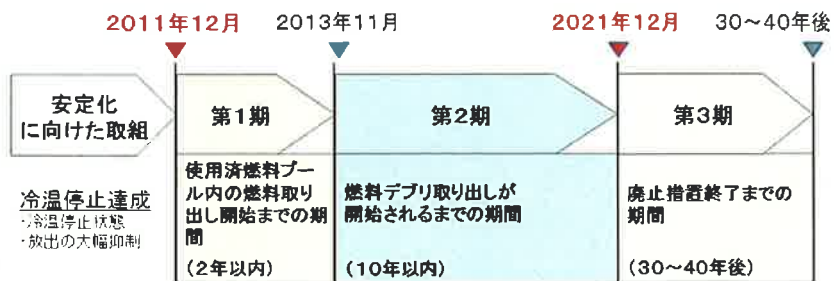 2011年12月
2013年11月
2021年12月
30～40年後
安定化
に向けた取組
第1期
第2期
第3期
冷温停止達成
・冷温停止状態
・放出の大幅抑制
使用済燃料プー
ル内の燃料取り
出し開始までの期
間
（2年以内）
燃料デブリ取り出しが
開始されるまでの期間
（10年以内）
廃止措置終了までの
期間
（30～40年後）